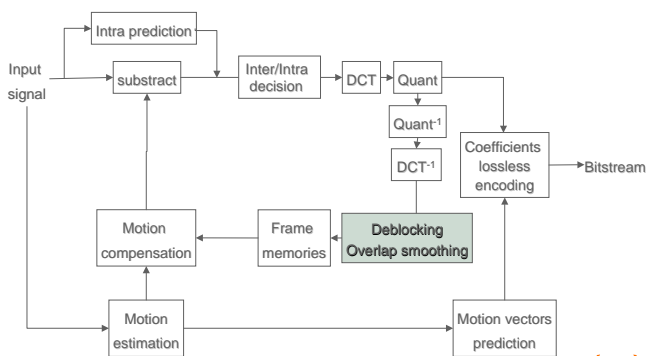 Intra prediction
Input
signal
substract
Inter/Intra
decision
DCT
Quant
Quant-1
DCT-1
Coefficients
lossless
encoding
Bitstream
Motion
compensation
Frame
memories
Deblocking
Overlap smoothing
Motion
estimation
Motion vectors
prediction